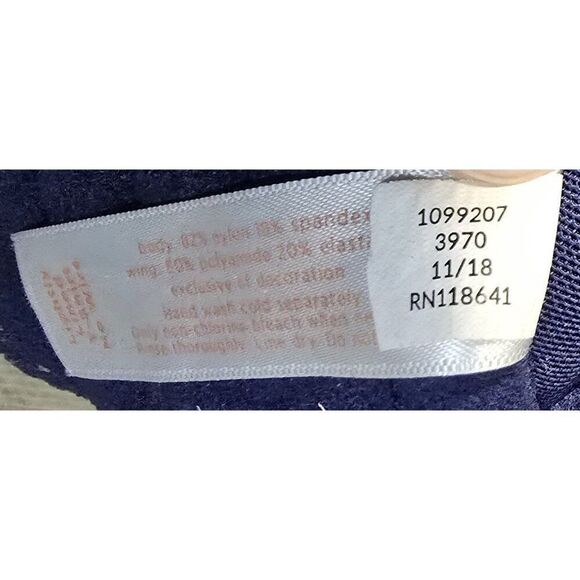 body: 82% nylon 18% spandex
wing: 80% polyamide 20% elast
exclusive of decoration
Hand wash cold separately
Only non-chlorine bleach when
Rinse thoroughly. Line dry. Do not
1099207
3970
11/18
RN118641